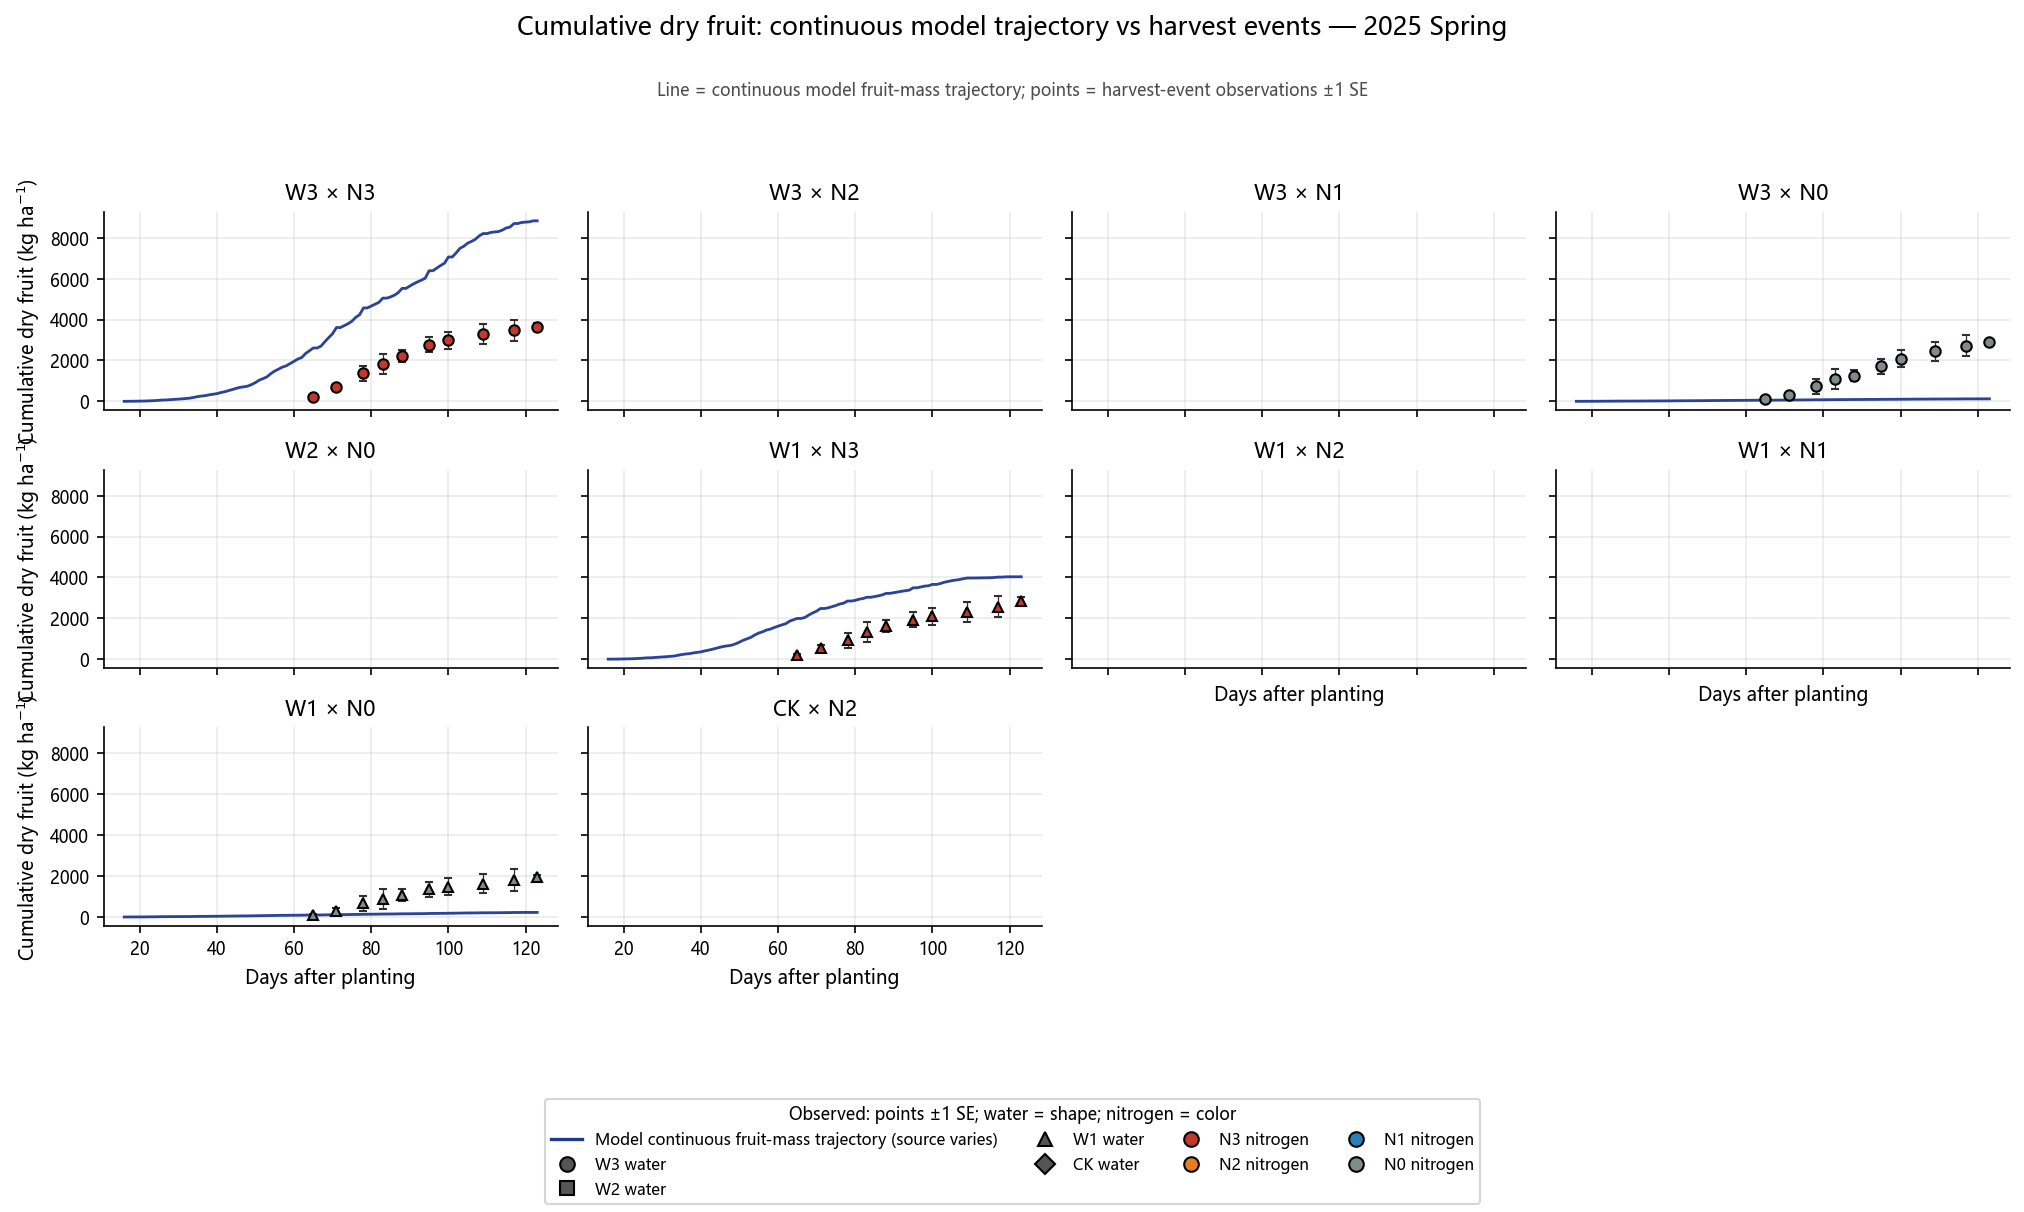 Cumulative dry fruit: continuous model trajectory vs harvest events — 2025 Spring
Line = continuous model fruit-mass trajectory; points = harvest-event observations ±1 SE
W3 × N3
W3 × N2
W3 × N1
W3 × N0
Cumulative dry fruit (kg ha⁻¹)
8000
6000
4000
2000
0
W2 × N0
W1 × N3
W1 × N2
W1 × N1
Cumulative dry fruit (kg ha⁻¹)
8000
6000
4000
2000
0
Days after planting
Days after planting
W1 × N0
CK × N2
Cumulative dry fruit (kg ha⁻¹)
8000
6000
4000
2000
0
20 40 60 80 100 120
20 40 60 80 100 120
Days after planting
Days after planting
Observed: points ±1 SE; water = shape; nitrogen = color
Model continuous fruit-mass trajectory (source varies)
W3 water
W2 water
W1 water
CK water
N3 nitrogen
N2 nitrogen
N1 nitrogen
N0 nitrogen